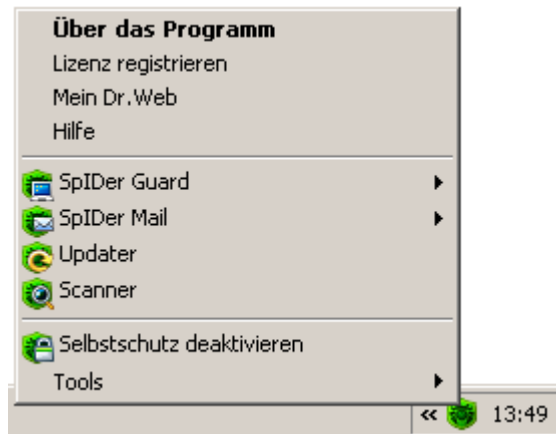 Über das Programm
Lizenz registrieren
Mein Dr.Web
Hilfe
SpIDer Guard
SpIDer Mail
Updater
Scanner
Selbstschutz deaktivieren
Tools
« 13:49